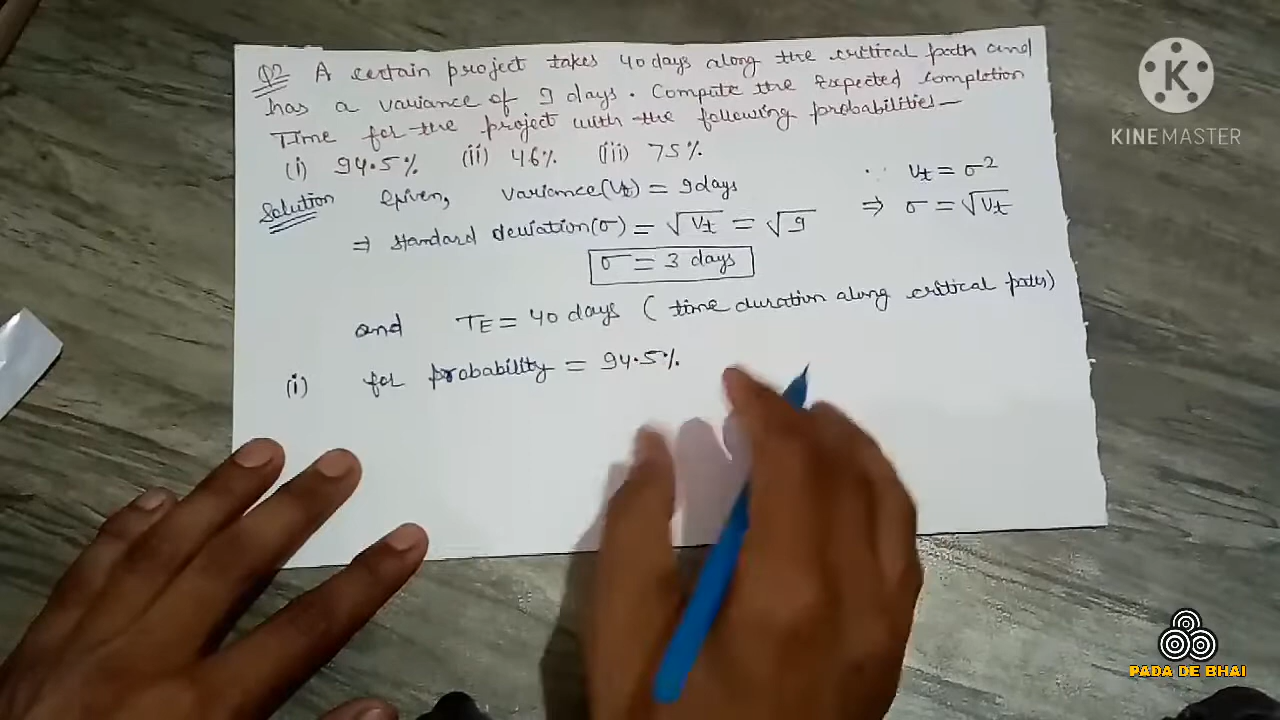 Q2 A certain project takes 40 days along the critical path and
has a variance of 9 days. Compute the Expected completion
Time for the project with the following probabilities—
(i) 94.5% (ii) 46% (iii) 75%
Solution Given, variance(Vt) = 9days ∵ Vt = σ²
⇒ standard deviation(σ) = √Vt = √9 ⇒ σ = √Vt
σ = 3 days
and TE = 40 days ( time duration along critical path)
(i) for probability = 94.5%
K
KINEMASTER
PADA DE BHAI